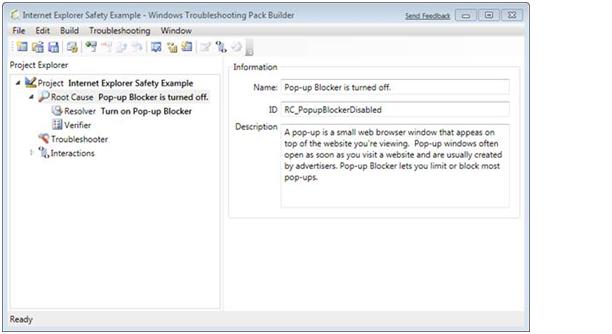 Internet Explorer Safety Example - Windows Troubleshooting Pack Builder
Send Feedback
File Edit Build Troubleshooting Window
Project Explorer
Project Internet Explorer Safety Example
Root Cause Pop-up Blocker is turned off.
Resolver Turn on Pop-up Blocker
Verifier
Troubleshooter
Interactions
Information
Name: Pop-up Blocker is turned off.
ID RC_PopupBlockerDisabled
Description A pop-up is a small web browser window that appeas on
top of the website you're viewing. Pop-up windows often
open as soon as you visit a website and are usually created
by advertisers. Pop-up Blocker lets you limit or block most
pop-ups.
Ready